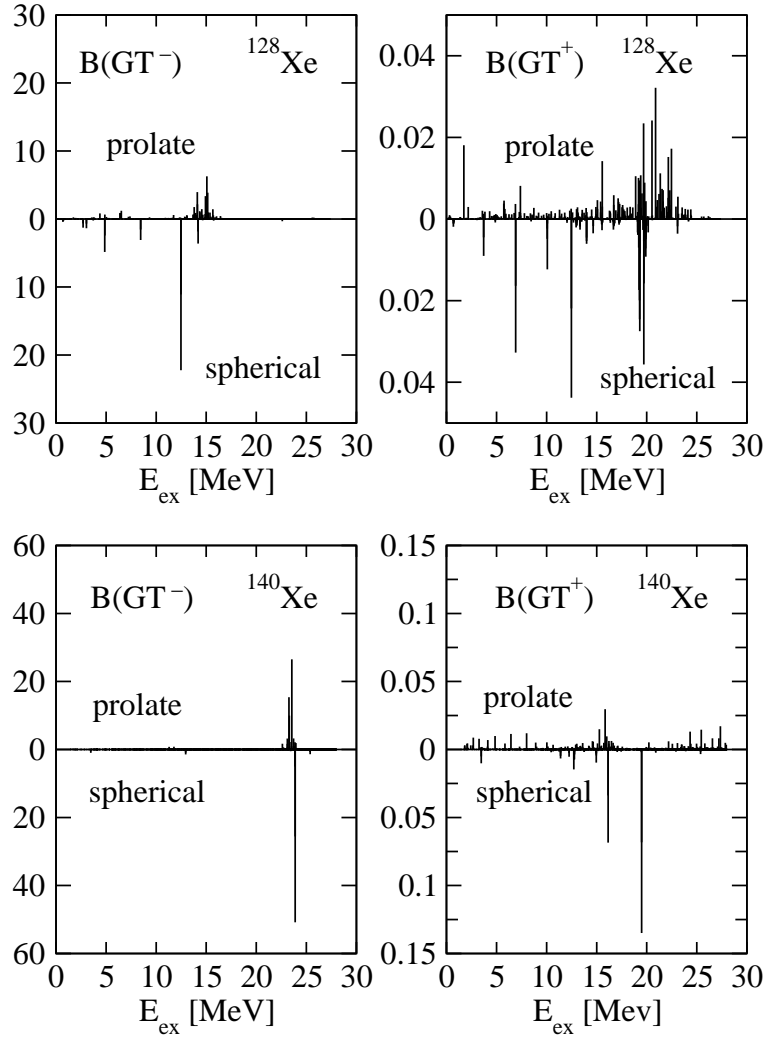 30
20
10
0
10
20
30
B(GT⁻) ¹²⁸Xe
prolate
spherical
0 5 10 15 20 25 30
E_ex [MeV]
0.04
0.02
0
0.02
0.04
B(GT⁺) ¹²⁸Xe
prolate
spherical
0 5 10 15 20 25 30
E_ex [MeV]
60
40
20
0
20
40
60
B(GT⁻) ¹⁴⁰Xe
prolate
spherical
0 5 10 15 20 25 30
E_ex [MeV]
0.15
0.1
0.05
0
0.05
0.1
0.15
B(GT⁺) ¹⁴⁰Xe
prolate
spherical
0 5 10 15 20 25 30
E_ex [Mev]